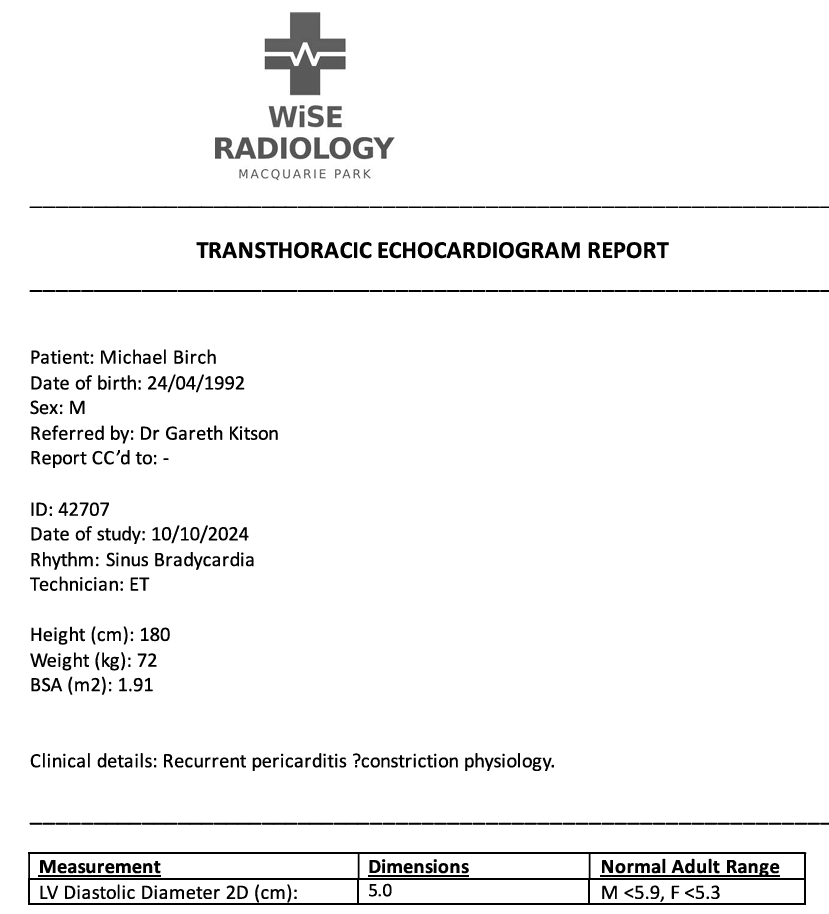 WiSE
RADIOLOGY
MACQUARIE PARK
TRANSTHORACIC ECHOCARDIOGRAM REPORT
Patient: Michael Birch
Date of birth: 24/04/1992
Sex: M
Referred by: Dr Gareth Kitson
Report CC’d to: -
ID: 42707
Date of study: 10/10/2024
Rhythm: Sinus Bradycardia
Technician: ET
Height (cm): 180
Weight (kg): 72
BSA (m2): 1.91
Clinical details: Recurrent pericarditis ?constriction physiology.
Measurement Dimensions Normal Adult Range
LV Diastolic Diameter 2D (cm): 5.0 M <5.9, F <5.3